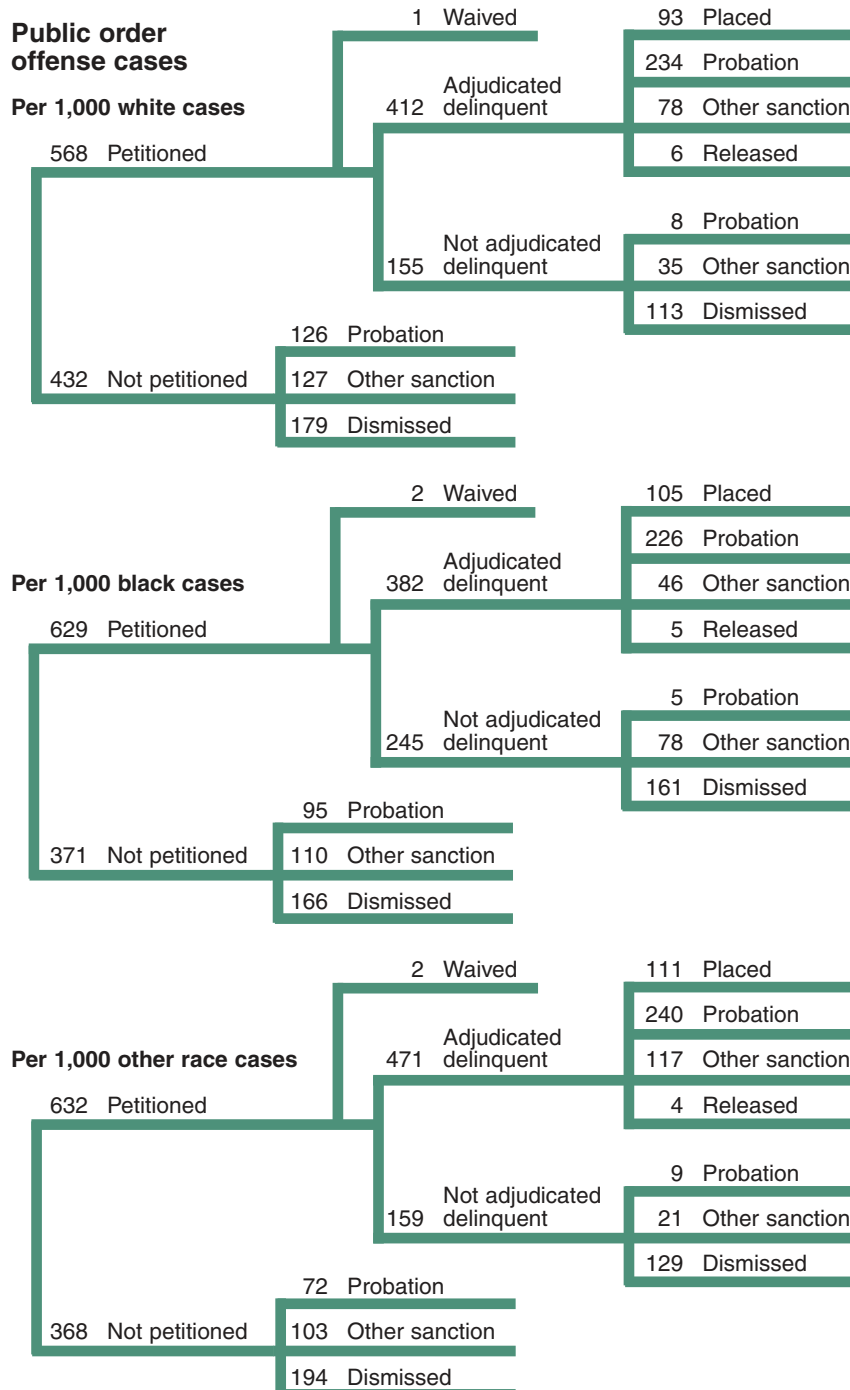 Public order
offense cases
Per 1,000 white cases
568 Petitioned
1 Waived
412 Adjudicated
delinquent
93 Placed
234 Probation
78 Other sanction
6 Released
155 Not adjudicated
delinquent
8 Probation
35 Other sanction
113 Dismissed
432 Not petitioned
126 Probation
127 Other sanction
179 Dismissed
Per 1,000 black cases
629 Petitioned
2 Waived
382 Adjudicated
delinquent
105 Placed
226 Probation
46 Other sanction
5 Released
245 Not adjudicated
delinquent
5 Probation
78 Other sanction
161 Dismissed
371 Not petitioned
95 Probation
110 Other sanction
166 Dismissed
Per 1,000 other race cases
632 Petitioned
2 Waived
471 Adjudicated
delinquent
111 Placed
240 Probation
117 Other sanction
4 Released
159 Not adjudicated
delinquent
9 Probation
21 Other sanction
129 Dismissed
368 Not petitioned
72 Probation
103 Other sanction
194 Dismissed